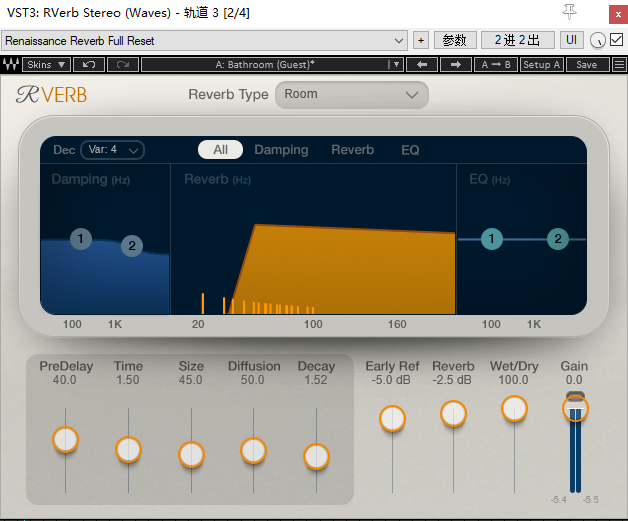 VST3: RVerb Stereo (Waves) - 轨道 3 [2/4]
Renaissance Reverb Full Reset + 参数 2 进 2 出 UI
Skins A: Bathroom (Guest)* A → B Setup A Save
RVERB Reverb Type Room
Dec Var: 4 All Damping Reverb EQ
Damping (Hz) Reverb (Hz) EQ (Hz)
1 2 1 2
100 1K 20 100 160 100 1K
PreDelay Time Size Diffusion Decay Early Ref Reverb Wet/Dry Gain
40.0 1.50 45.0 50.0 1.52 -5.0 dB -2.5 dB 100.0 0.0
-5.4 -5.5